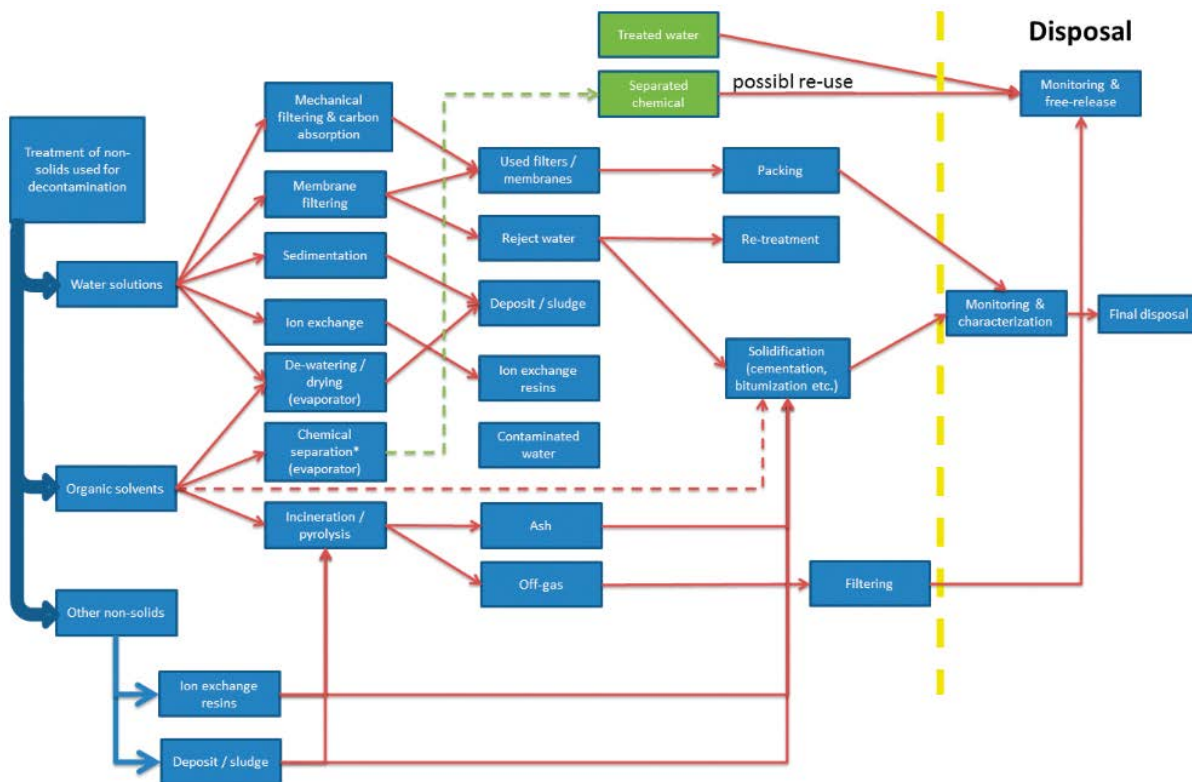 Disposal
Treated water
Separated
chemical
possibl re-use
Monitoring &
free-release
Treatment of non-
solids used for
decontamination
Mechanical
filtering & carbon
absorption
Used filters /
membranes
Packing
Membrane
filtering
Reject water
Re-treatment
Sedimentation
Water solutions
Deposit / sludge
Monitoring &
characterization
Final disposal
Ion exchange
De-watering /
drying
(evaporator)
Ion exchange
resins
Solidification
(cementation,
bitumization etc.)
Chemical
separation*
(evaporator)
Contaminated
water
Organic solvents
Incineration /
pyrolysis
Ash
Off-gas
Filtering
Other non-solids
Ion exchange
resins
Deposit / sludge